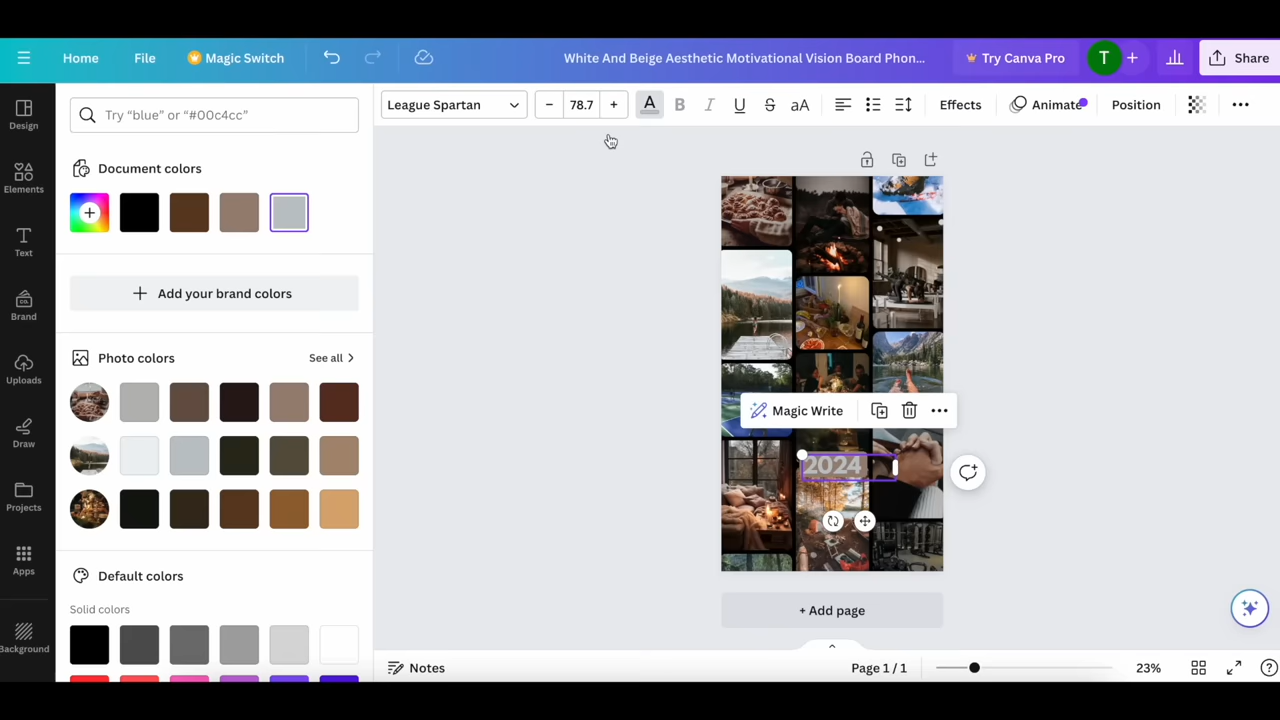 Home
File
Magic Switch
White And Beige Aesthetic Motivational Vision Board Phon...
Try Canva Pro
T
+
Share
Design
Elements
Text
Brand
Uploads
Draw
Projects
Apps
Background
Try “blue” or “#00c4cc”
Document colors
+ Add your brand colors
Photo colors
See all
Default colors
Solid colors
League Spartan
− 78.7 +
A B I U S aA
Effects
Animate
Position
Magic Write
2024
+ Add page
Notes
Page 1 / 1
23%